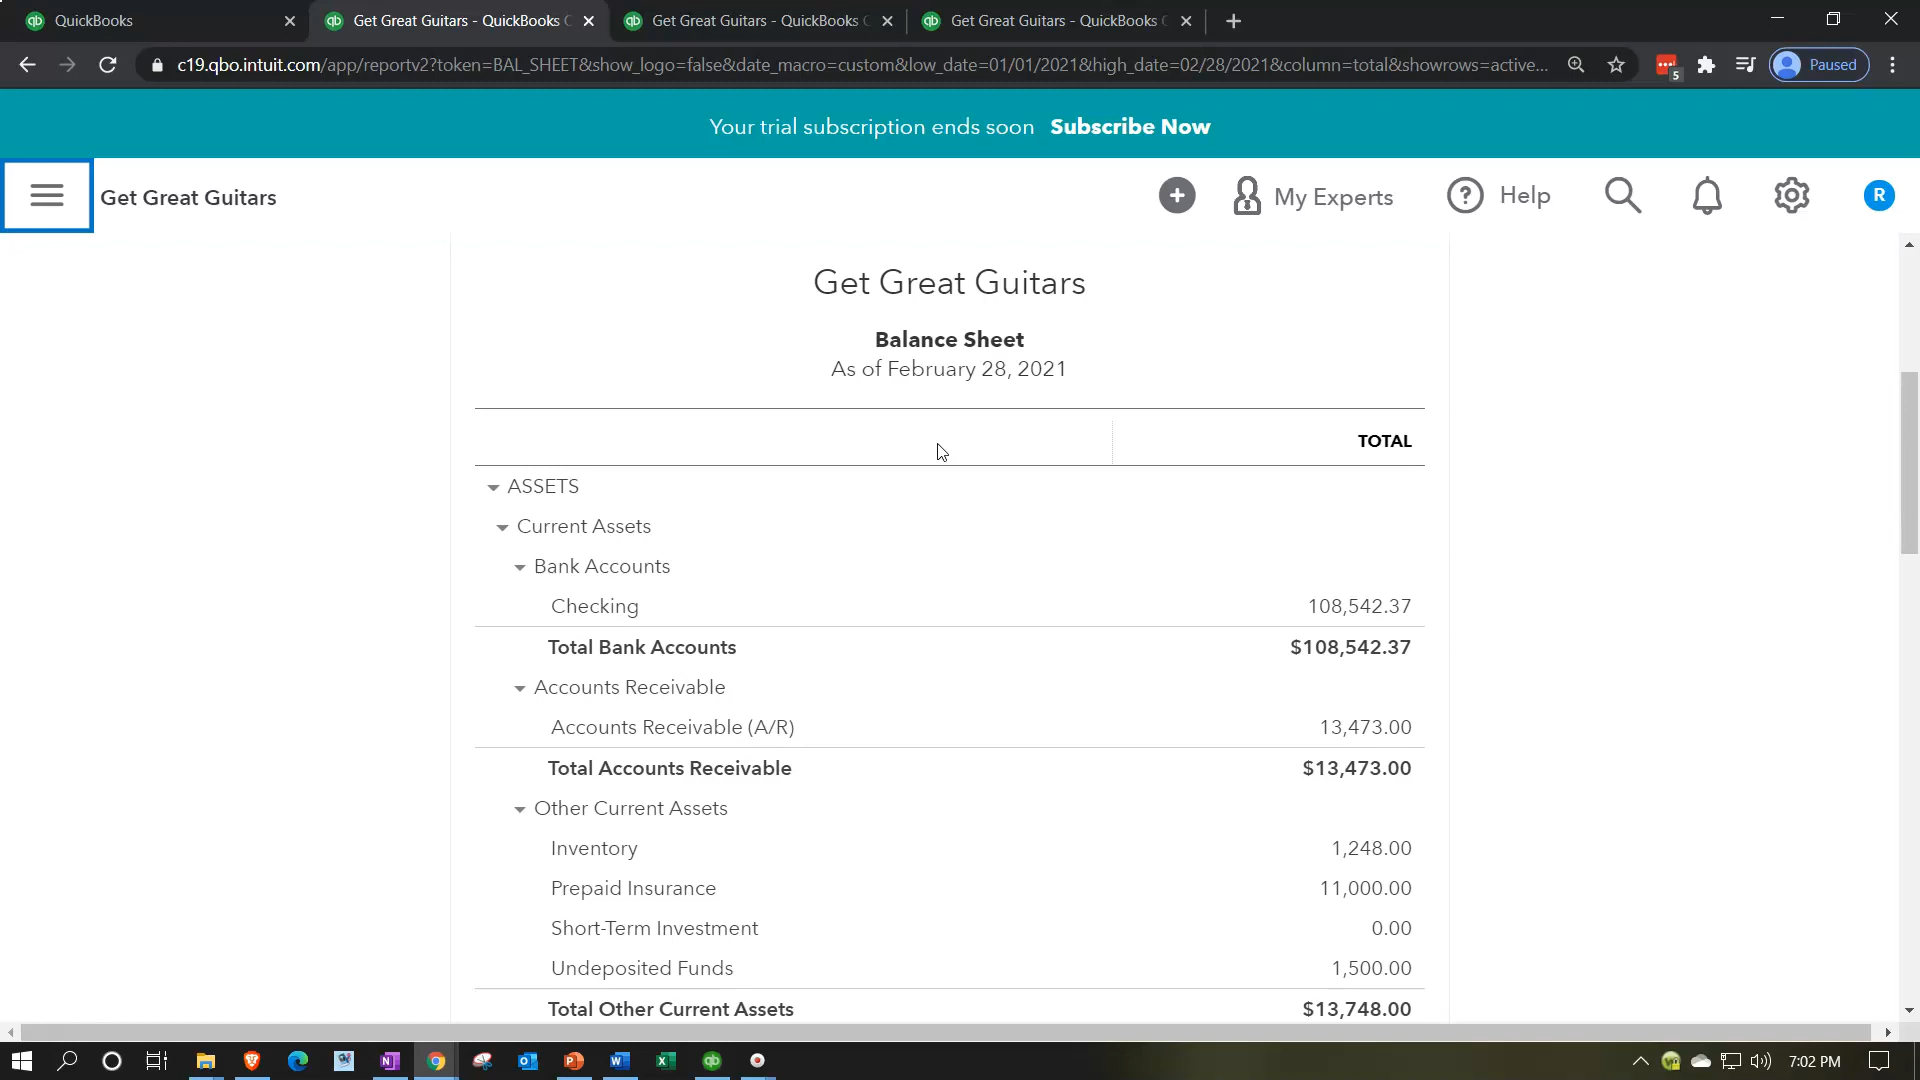 QuickBooks
Get Great Guitars - QuickBooks
Get Great Guitars - QuickBooks
Get Great Guitars - QuickBooks
c19.qbo.intuit.com/app/reportv2?token=BAL_SHEET&show_logo=false&date_macro=custom&low_date=01/01/2021&high_date=02/28/2021&column=total&showrows=active...
5
Paused
Your trial subscription ends soon Subscribe Now
Get Great Guitars
My Experts
Help
R
Get Great Guitars
Balance Sheet
As of February 28, 2021
TOTAL
ASSETS
Current Assets
Bank Accounts
Checking 108,542.37
Total Bank Accounts $108,542.37
Accounts Receivable
Accounts Receivable (A/R) 13,473.00
Total Accounts Receivable $13,473.00
Other Current Assets
Inventory 1,248.00
Prepaid Insurance 11,000.00
Short-Term Investment 0.00
Undeposited Funds 1,500.00
Total Other Current Assets $13,748.00
7:02 PM